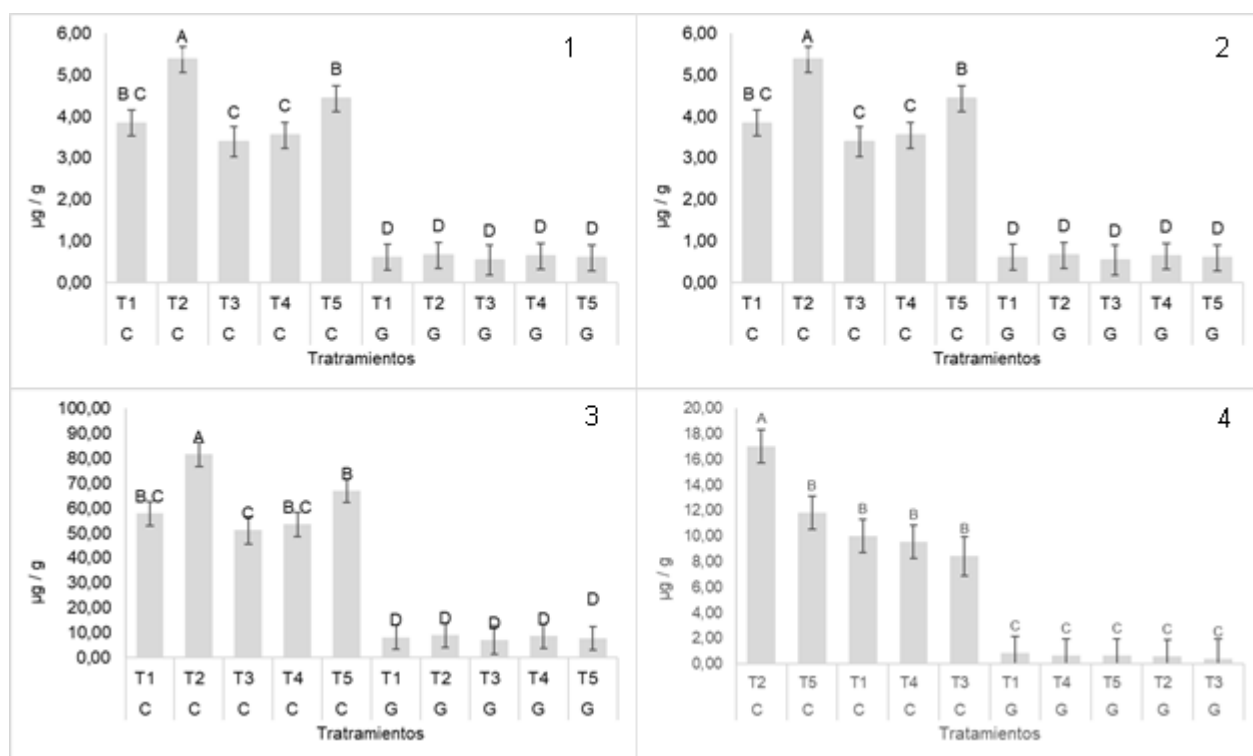 1
6,00
5,00
4,00
3,00
2,00
1,00
0,00
µg / g
B C
A
C
C
B
D
D
D
D
D
T1 T2 T3 T4 T5 T1 T2 T3 T4 T5
C C C C C G G G G G
Tratramientos
2
6,00
5,00
4,00
3,00
2,00
1,00
0,00
µg / g
B C
A
C
C
B
D
D
D
D
D
T1 T2 T3 T4 T5 T1 T2 T3 T4 T5
C C C C C G G G G G
Tratramientos
3
100,00
90,00
80,00
70,00
60,00
50,00
40,00
30,00
20,00
10,00
0,00
µg / g
B C
A
C
B C
B
D
D
D
D
D
T1 T2 T3 T4 T5 T1 T2 T3 T4 T5
C C C C C G G G G G
Tratamientos
4
20,00
18,00
16,00
14,00
12,00
10,00
8,00
6,00
4,00
2,00
0,00
µg / g
A
B
B
B
B
C
C
C
C
C
T2 T5 T1 T4 T3 T1 T4 T5 T2 T3
C C C C C G G G G G
Tratamientos